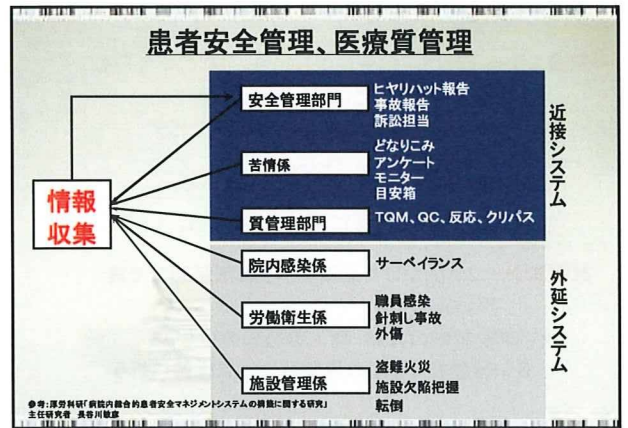 患者安全管理、医療質管理
安全管理部門
ヒヤリハット報告
事故報告
訴訟担当
苦情係
どなりこみ
アンケート
モニター
目安箱
質管理部門
TQM、QC、反応、クリパス
近接システム
情報
収集
院内感染係
サーベイランス
労働衛生係
職員感染
針刺し事故
外傷
施設管理係
盗難火災
施設欠陥把握
転倒
外延システム
参考:厚労科研「病院内総合的患者安全マネジメントシステムの構築に関する研究」
主任研究者 長谷川敏彦